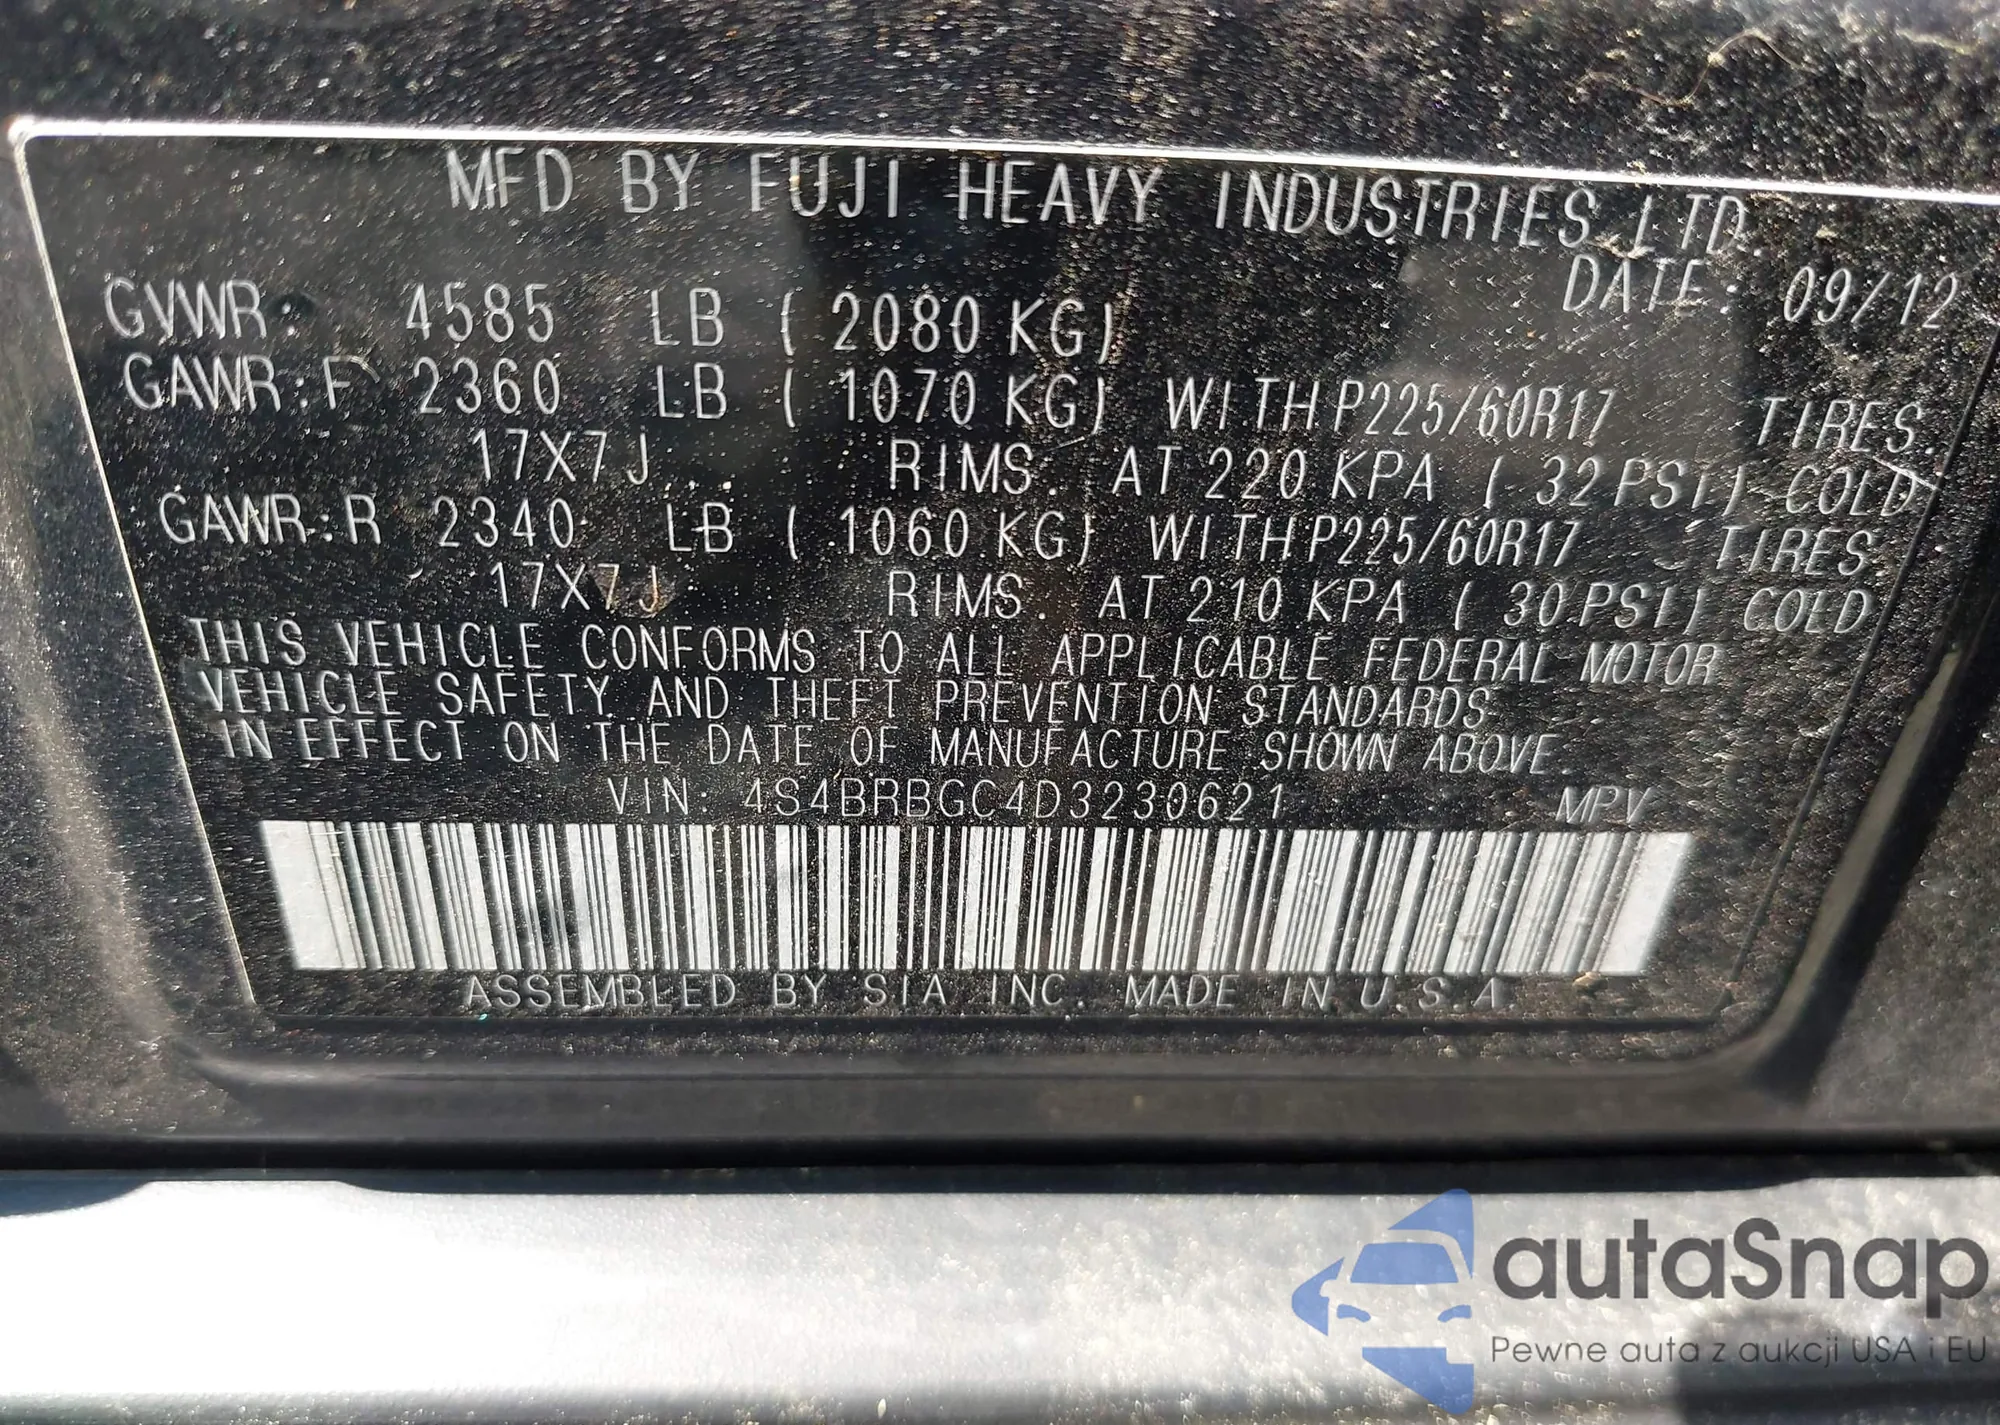 MFD BY FUJI HEAVY INDUSTRIES LTD.
DATE: 09/12
GVWR: 4585 LB ( 2080 KG)
GAWR:F 2360 LB ( 1070 KG) WITH P225/60R17 TIRES
17X7J RIMS. AT 220 KPA ( 32 PSI) COLD
GAWR:R 2340 LB ( 1060 KG) WITH P225/60R17 TIRES
17X7J RIMS. AT 210 KPA ( 30 PSI) COLD
THIS VEHICLE CONFORMS TO ALL APPLICABLE FEDERAL MOTOR
VEHICLE SAFETY AND THEFT PREVENTION STANDARDS
IN EFFECT ON THE DATE OF MANUFACTURE SHOWN ABOVE.
VIN: 4S4BRBGC4D3230621 MPV
ASSEMBLED BY SIA INC. MADE IN U.S.A.
autaSnap
Pewne auta z aukcji USA i EU